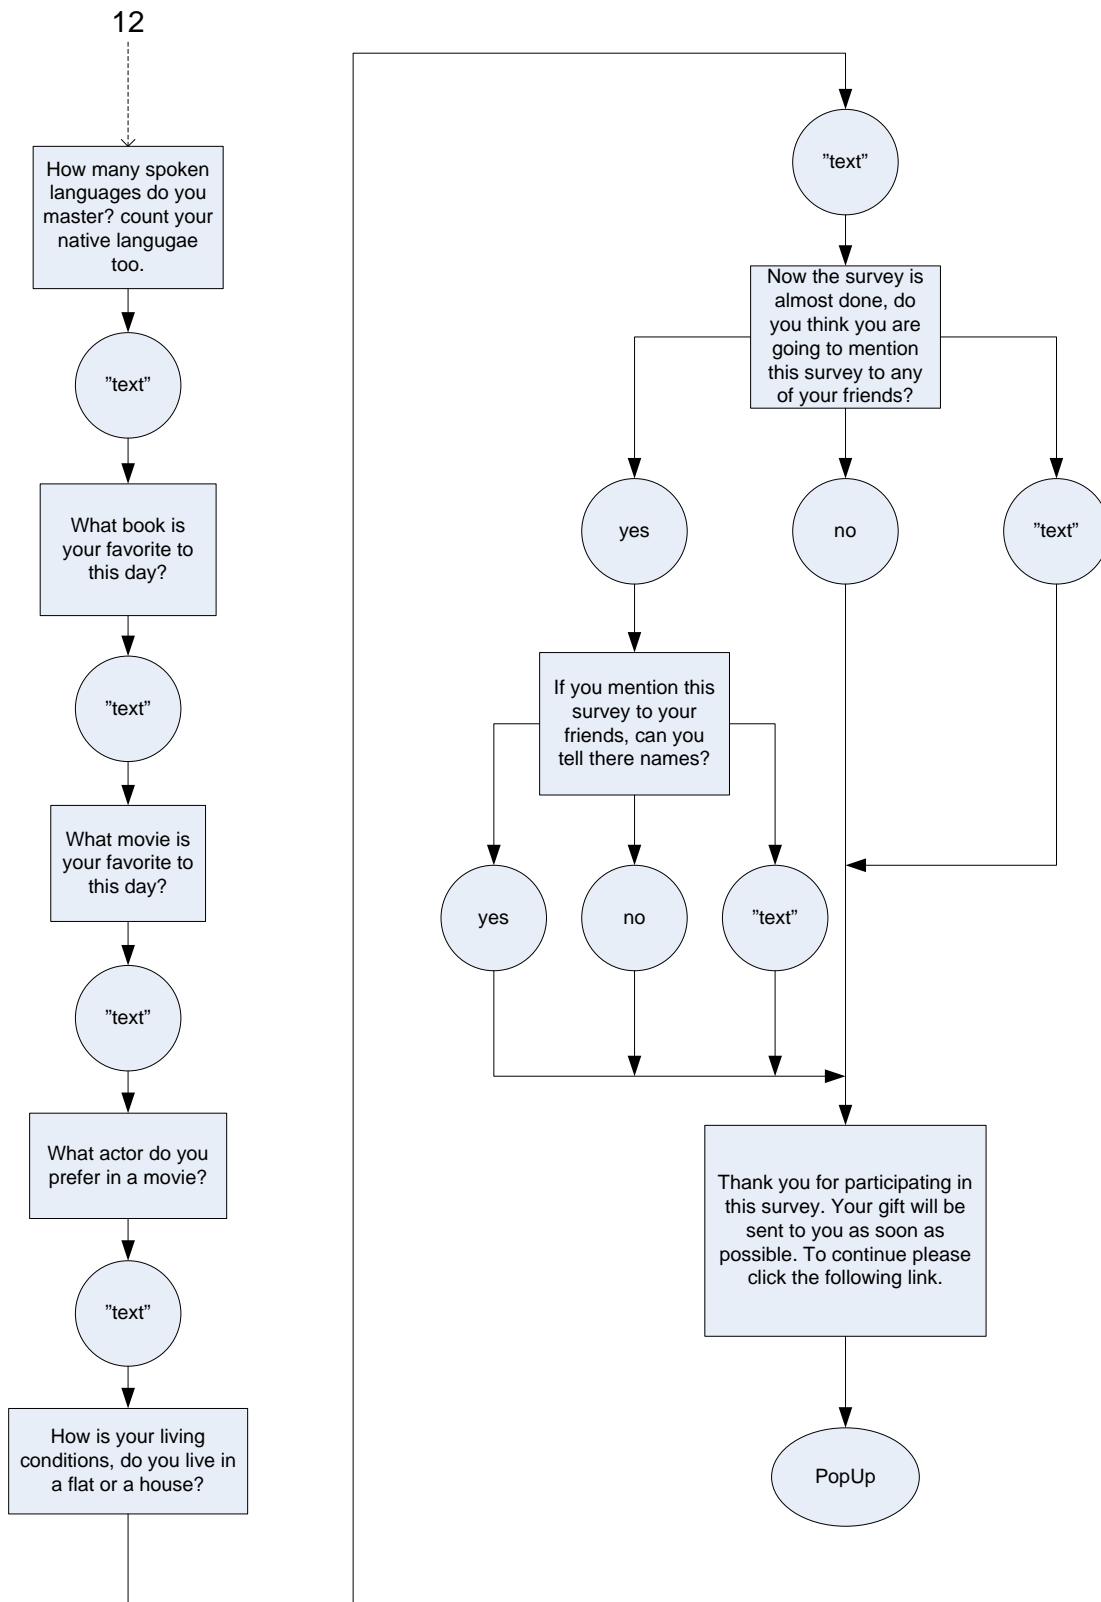 12
How many spoken
languages do you
master? count your
native langugae
too.
”text”
What book is
your favorite to
this day?
”text”
What movie is
your favorite to
this day?
”text”
What actor do you
prefer in a movie?
”text”
How is your living
conditions, do you live in
a flat or a house?
”text”
Now the survey is
almost done, do
you think you are
going to mention
this survey to any
of your friends?
yes
no
”text”
If you mention this
survey to your
friends, can you
tell there names?
yes
no
”text”
Thank you for participating in
this survey. Your gift will be
sent to you as soon as
possible. To continue please
click the following link.
PopUp